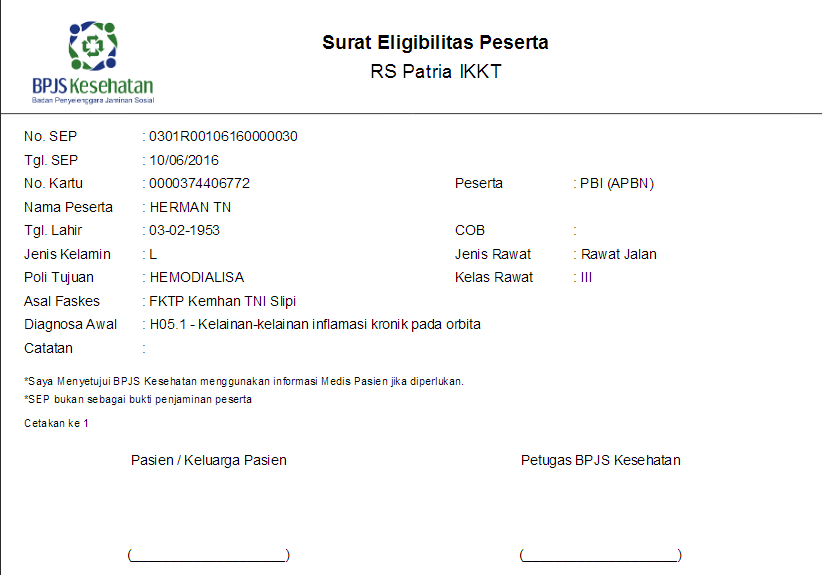 Surat Eligibilitas Peserta
RS Patria IKKT
BPJS Kesehatan
Badan Penyelenggara Jaminan Sosial
No. SEP : 0301R00106160000030
Tgl. SEP : 10/06/2016
No. Kartu : 0000374406772 Peserta : PBI (APBN)
Nama Peserta : HERMAN TN
Tgl. Lahir : 03-02-1953 COB :
Jenis Kelamin : L Jenis Rawat : Rawat Jalan
Poli Tujuan : HEMODIALISA Kelas Rawat : III
Asal Faskes : FKTP Kemhan TNI Slipi
Diagnosa Awal : H05.1 - Kelainan-kelainan inflamasi kronik pada orbita
Catatan :
*Saya Menyetujui BPJS Kesehatan menggunakan informasi Medis Pasien jika diperlukan.
*SEP bukan sebagai bukti penjaminan peserta
Cetakan ke 1
Pasien / Keluarga Pasien Petugas BPJS Kesehatan
(____________________) (____________________)